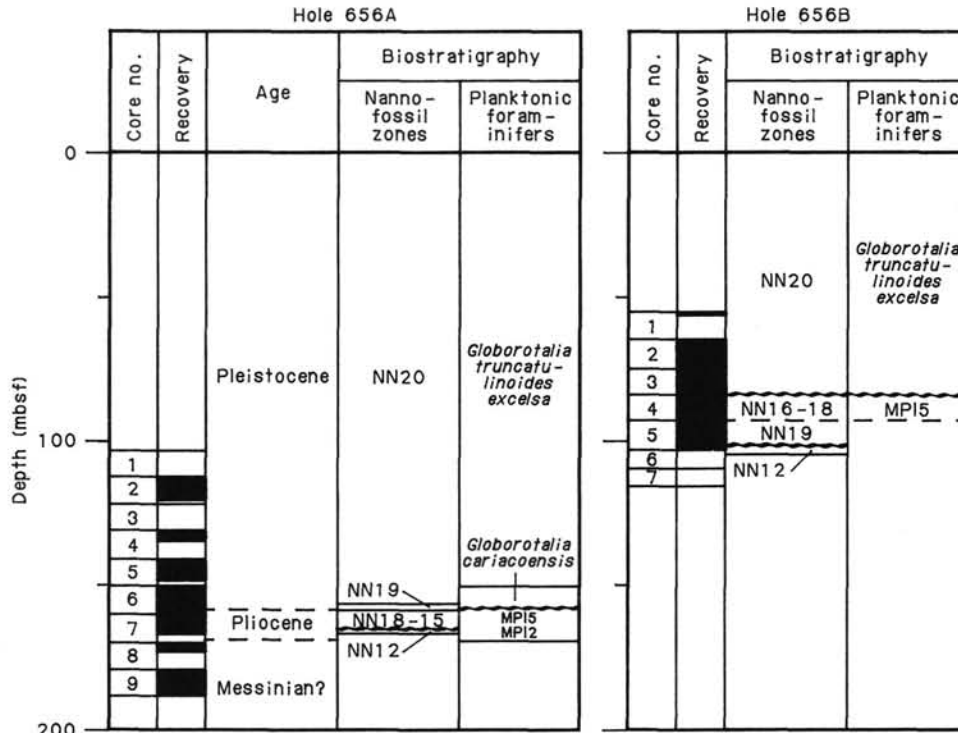 Hole 656A
Core no.
Recovery
Age
Biostratigraphy
Nanno-
fossil
zones
Planktonic
foram-
inifers
Depth (mbsf)
0
100
200
1
2
3
4
5
6
7
8
9
Pleistocene
Pliocene
Messinian?
NN20
NN19
NN18-15
NN12
Globorotalia
truncatu-
linoides
excelsa
Globorotalia
cariacoensis
MPl5
MPl2
Hole 656B
Core no.
Recovery
Biostratigraphy
Nanno-
fossil
zones
Planktonic
foram-
inifers
1
2
3
4
5
6
7
NN20
NN16-18
NN19
NN12
Globorotalia
truncatu-
linoides
excelsa
MPl5